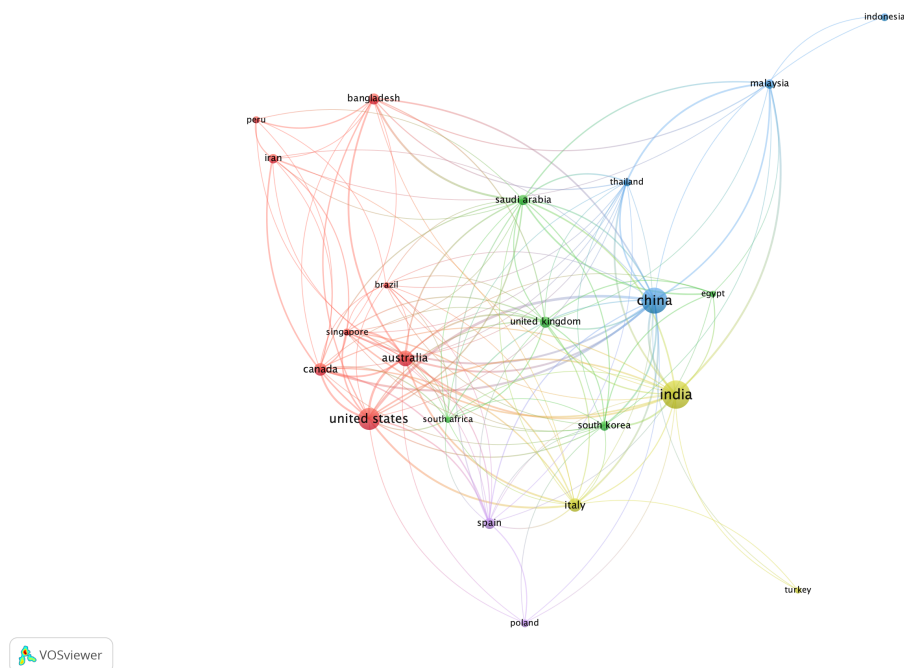 indonesia
malaysia
bangladesh
peru
iran
thailand
saudi arabia
brazil
egypt
china
united kingdom
singapore
australia
canada
india
united states
south africa
south korea
italy
spain
turkey
poland
VOSviewer